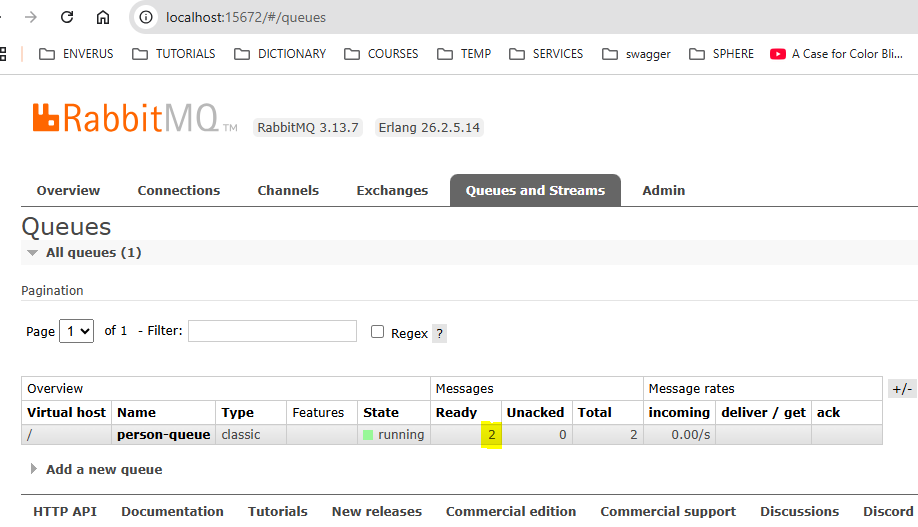 localhost:15672/#/queues
ENVERUS TUTORIALS DICTIONARY COURSES TEMP SERVICES swagger SPHERE A Case for Color Bli...
RabbitMQ TM RabbitMQ 3.13.7 Erlang 26.2.5.14
Overview Connections Channels Exchanges Queues and Streams Admin
Queues
All queues (1)
Pagination
Page 1 of 1 - Filter: Regex ?
Overview Messages Message rates +/-
Virtual host Name Type Features State Ready Unacked Total incoming deliver / get ack
/ person-queue classic running 2 0 2 0.00/s
Add a new queue
HTTP API Documentation Tutorials New releases Commercial edition Commercial support Discussions Discord